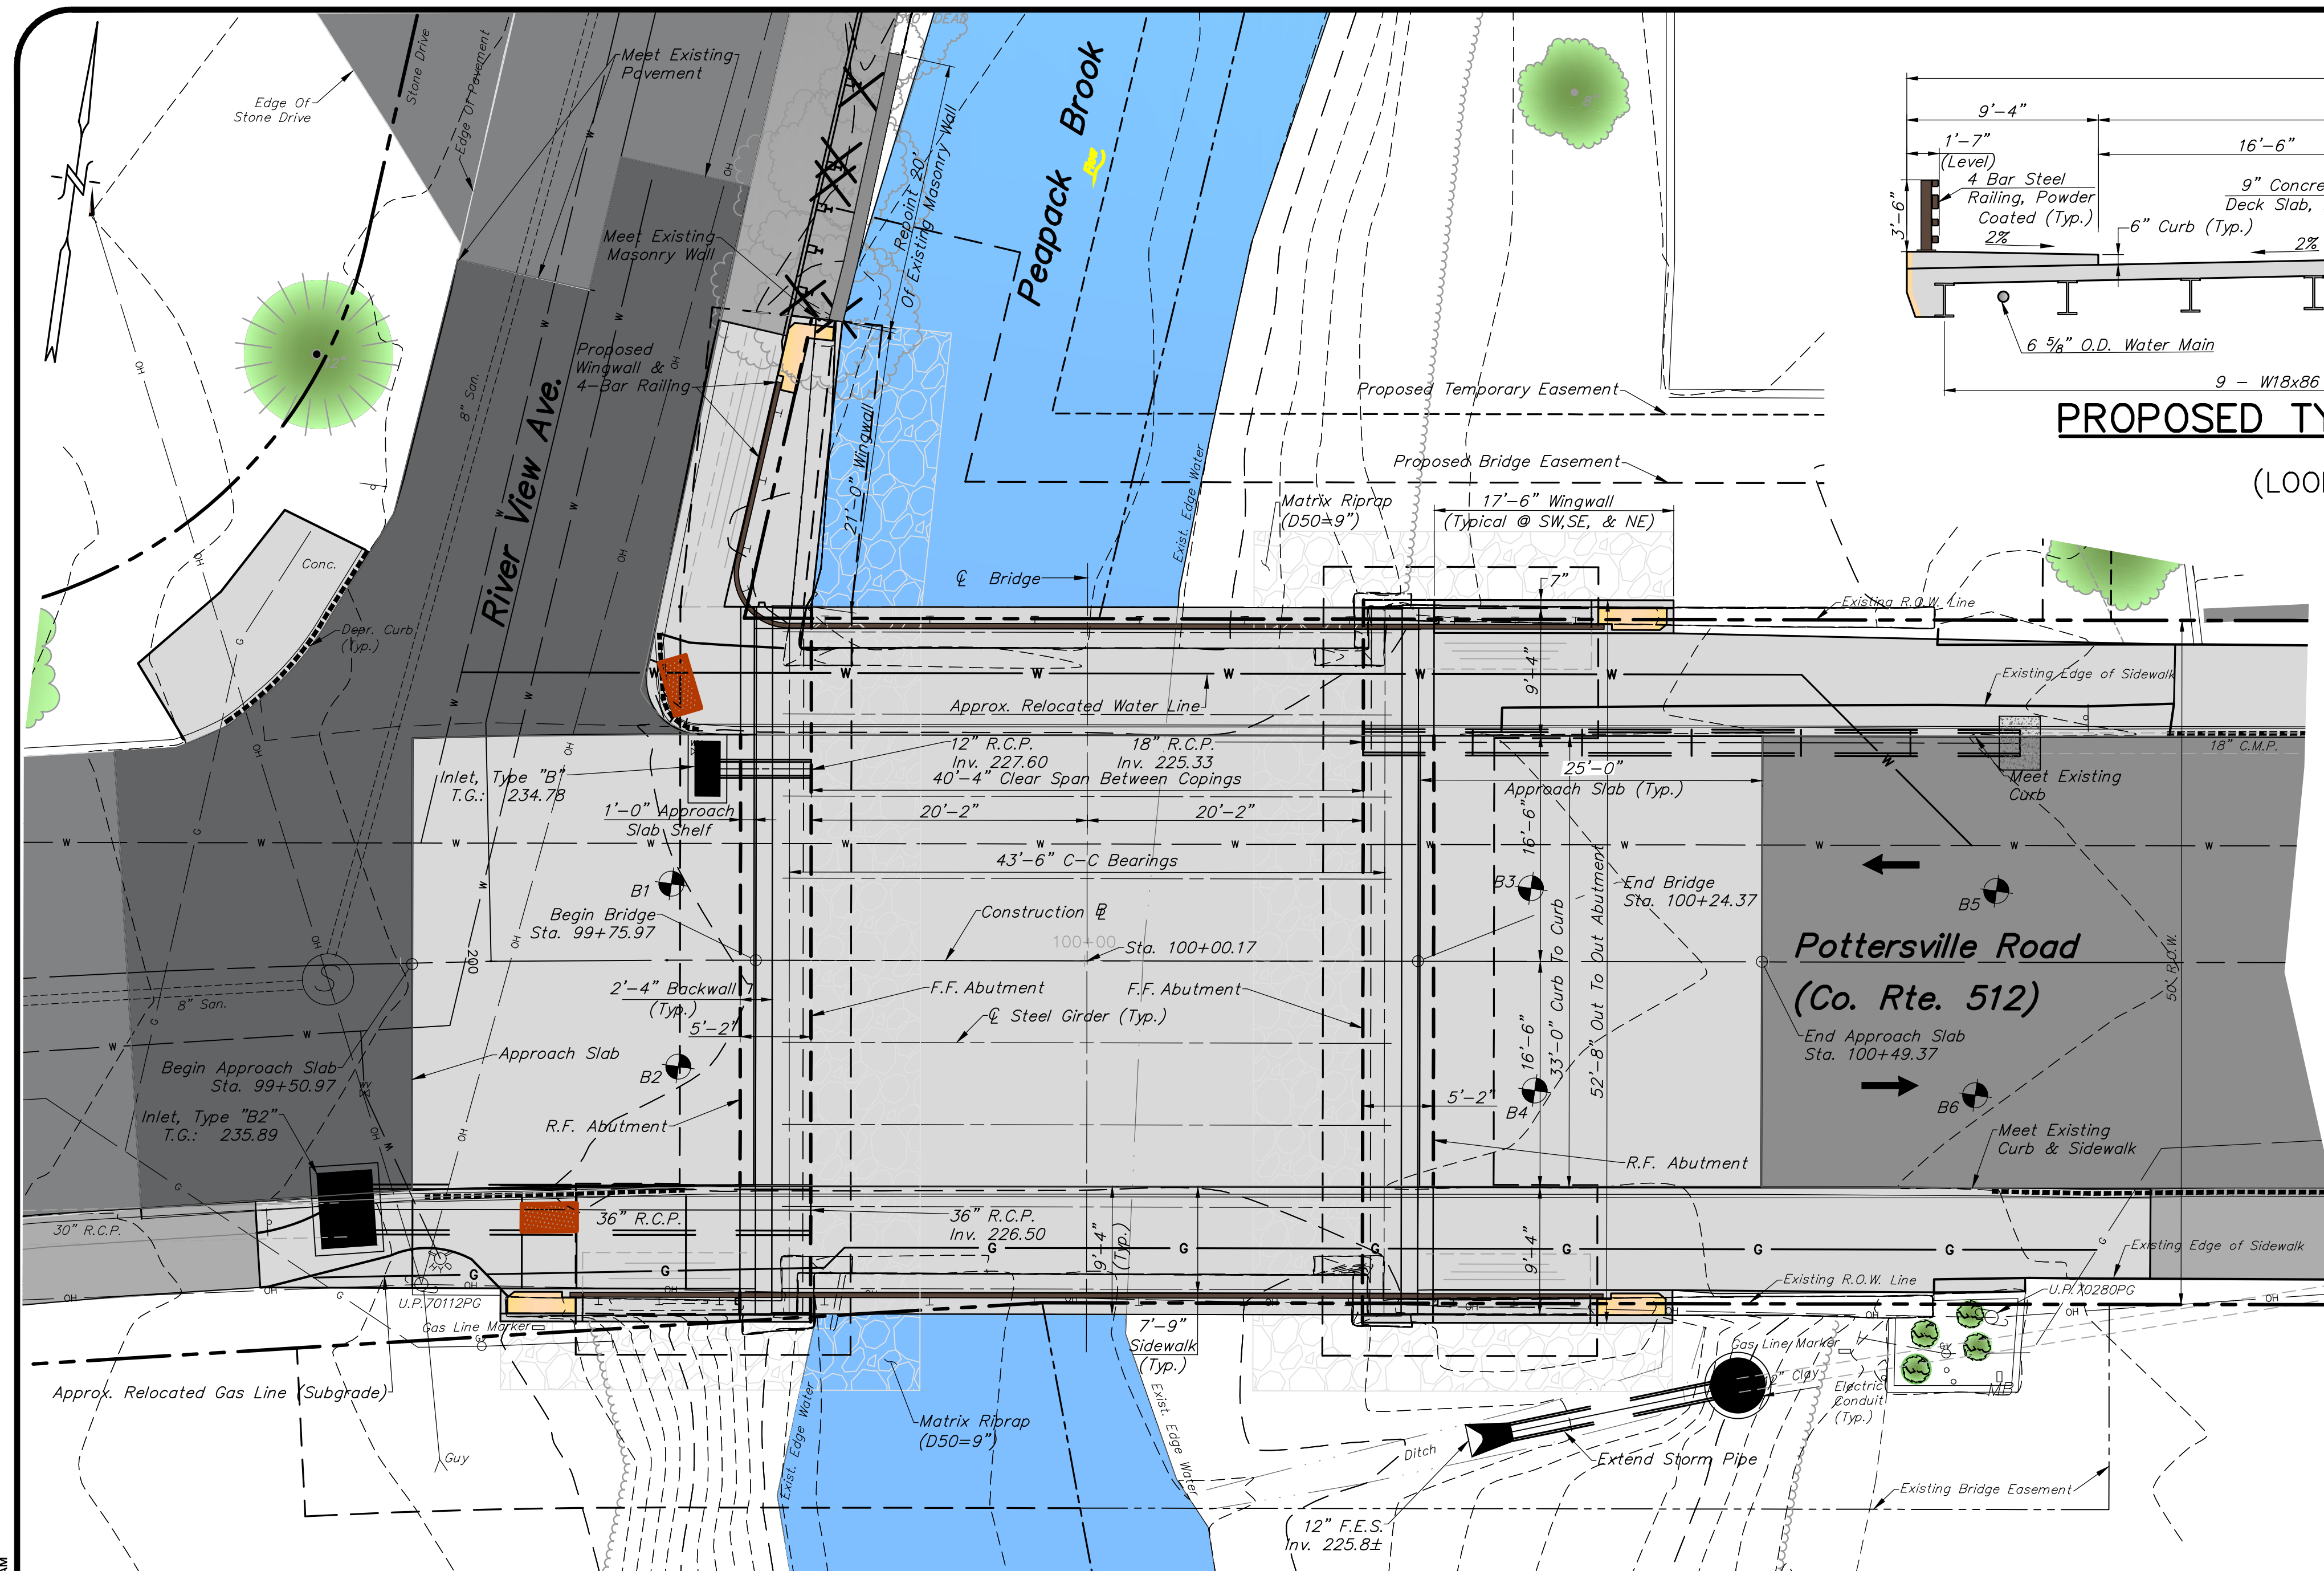 10" DEAD
Meet Existing
Pavement
Stone Drive
Edge Of Pavement
Edge Of
Stone Drive
Peapack Brook
Flow
Repoint 20'
Of Existing Masonry Wall
Meet Existing
Masonry Wall
Proposed
Wingwall &
4-Bar Railing
8" San.
River View Ave.
21'-0" Wingwall
Exist. Edge Water
12"
8"
9'-4"
16'-6"
1'-7"
(Level)
3'-6"
4 Bar Steel
Railing, Powder
Coated (Typ.)
9" Concre
Deck Slab,
6" Curb (Typ.)
2%
2%
6 5/8" O.D. Water Main
9 - W18x86
PROPOSED TY
(LOO
Proposed Temporary Easement
Proposed Bridge Easement
Matrix Riprap
(D50=9")
17'-6" Wingwall
(Typical @ SW,SE, & NE)
7"
℄ Bridge
Existing R.O.W. Line
Conc.
Depr. Curb
(Typ.)
9'-4"
Existing Edge of Sidewalk
Approx. Relocated Water Line
12" R.C.P.
Inv. 227.60
18" R.C.P.
Inv. 225.33
40'-4" Clear Span Between Copings
Inlet, Type "B"
T.G.: 234.78
1'-0" Approach
Slab Shelf
20'-2"
20'-2"
25'-0"
Approach Slab (Typ.)
18" C.M.P.
Meet Existing
Curb
16'-6"
43'-6" C-C Bearings
B1
B3
B5
End Bridge
Sta. 100+24.37
Begin Bridge
Sta. 99+75.97
Construction ℄
100+00
Sta. 100+00.17
200
33'-0" Curb To Curb
52'-8" Out To Out Abutment
Pottersville Road
(Co. Rte. 512)
50' R.O.W.
8" San.
2'-4" Backwall
(Typ.)
F.F. Abutment
F.F. Abutment
℄ Steel Girder (Typ.)
5'-2"
16'-6"
End Approach Slab
Sta. 100+49.37
Begin Approach Slab
Sta. 99+50.97
Approach Slab
B2
B4
B6
5'-2"
WV
Inlet, Type "B2"
T.G.: 235.89
R.F. Abutment
R.F. Abutment
Meet Existing
Curb & Sidewalk
30" R.C.P.
36" R.C.P.
36" R.C.P.
Inv. 226.50
9'-4"
(Typ.)
9'-4"
Existing Edge of Sidewalk
HYD
U.P.70112PG
Gas Line Marker
7'-9"
Sidewalk
(Typ.)
Existing R.O.W. Line
U.P.70280PG
Gas Line Marker
GV
12" Clay
Electric
Conduit
(Typ.)
MB
Approx. Relocated Gas Line (Subgrade)
Matrix Riprap
(D50=9")
Exist. Edge Water
Exist. Edge Water
Guy
Ditch
Extend Storm Pipe
Existing Bridge Easement
12" F.E.S.
Inv. 225.8±
AM